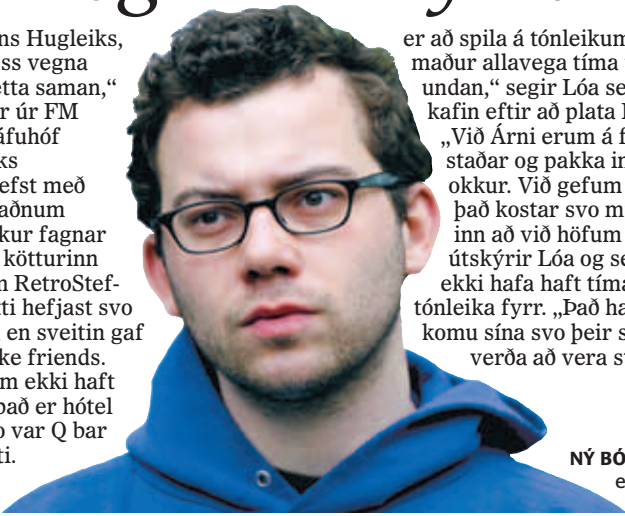 ns Hugleiks,
ss vegna
etta saman,“
r úr FM
áfuhóf
ks
efst með
aðnum
kur fagnar
kötturinn
n RetroStef-
tti hefjast svo
en sveitin gaf
ke friends.
m ekki haft
það er hótel
o var Q bar
ti.
er að spila á tónleikum
maður allavega tíma
undan,“ segir Lóa se
kafin eftir að plata
„Við Árni erum á f
staðar og pakka in
okkur. Við gefum
það kostar svo m
inn að við höfum
útskýrir Lóa og se
ekki hafa haft tíma
tónleika fyrr. „Það ha
komu sína svo þeir s
verða að vera sv
NÝ BÓ
e